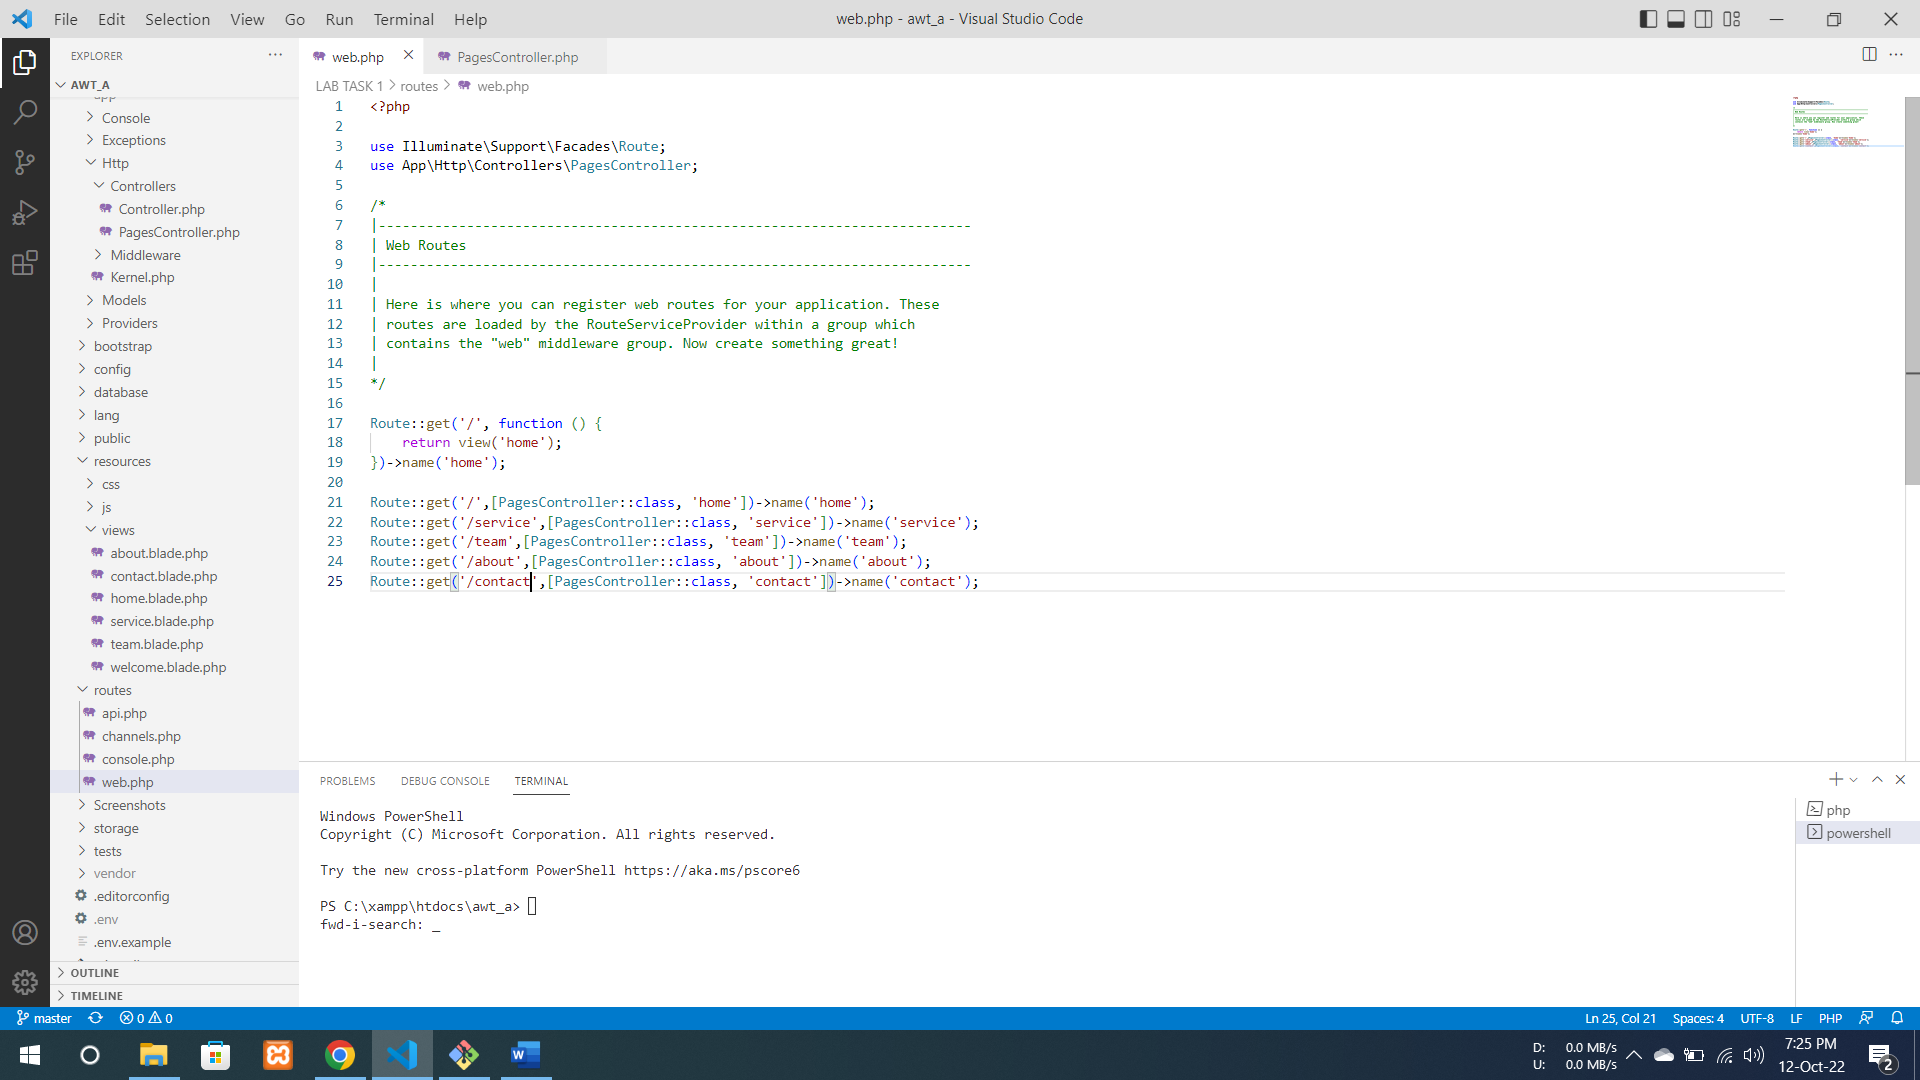 File Edit Selection View Go Run Terminal Help
web.php - awt_a - Visual Studio Code
EXPLORER
AWT_A
app
Console
Exceptions
Http
Controllers
Controller.php
PagesController.php
Middleware
Kernel.php
Models
Providers
bootstrap
config
database
lang
public
resources
css
js
views
about.blade.php
contact.blade.php
home.blade.php
service.blade.php
team.blade.php
welcome.blade.php
routes
api.php
channels.php
console.php
web.php
Screenshots
storage
tests
vendor
.editorconfig
.env
.env.example
OUTLINE
TIMELINE
web.php PagesController.php
LAB TASK 1 > routes > web.php
1 <?php
2
3 use Illuminate\Support\Facades\Route;
4 use App\Http\Controllers\PagesController;
5
6 /*
7 |--------------------------------------------------------------------------
8 | Web Routes
9 |--------------------------------------------------------------------------
10 |
11 | Here is where you can register web routes for your application. These
12 | routes are loaded by the RouteServiceProvider within a group which
13 | contains the "web" middleware group. Now create something great!
14 |
15 */
16
17 Route::get('/', function () {
18 return view('home');
19 })->name('home');
20
21 Route::get('/',[PagesController::class, 'home'])->name('home');
22 Route::get('/service',[PagesController::class, 'service'])->name('service');
23 Route::get('/team',[PagesController::class, 'team'])->name('team');
24 Route::get('/about',[PagesController::class, 'about'])->name('about');
25 Route::get('/contact',[PagesController::class, 'contact'])->name('contact');
PROBLEMS DEBUG CONSOLE TERMINAL
Windows PowerShell
Copyright (C) Microsoft Corporation. All rights reserved.
Try the new cross-platform PowerShell https://aka.ms/pscore6
PS C:\xampp\htdocs\awt_a>
fwd-i-search: _
php
powershell
master 0 0
Ln 25, Col 21 Spaces: 4 UTF-8 LF PHP
D: 0.0 MB/s
U: 0.0 MB/s
7:25 PM
12-Oct-22
2